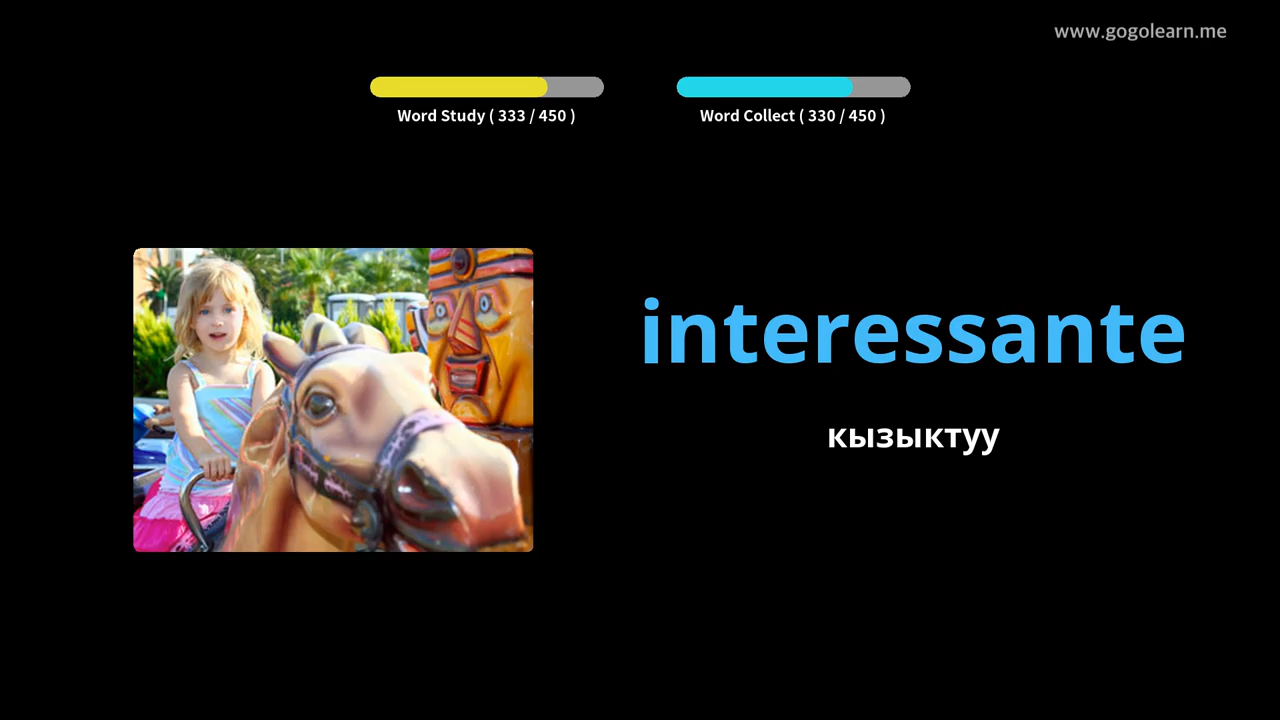 www.gogolearn.me
Word Study ( 333 / 450 )
Word Collect ( 330 / 450 )
interessante
кызыктуу